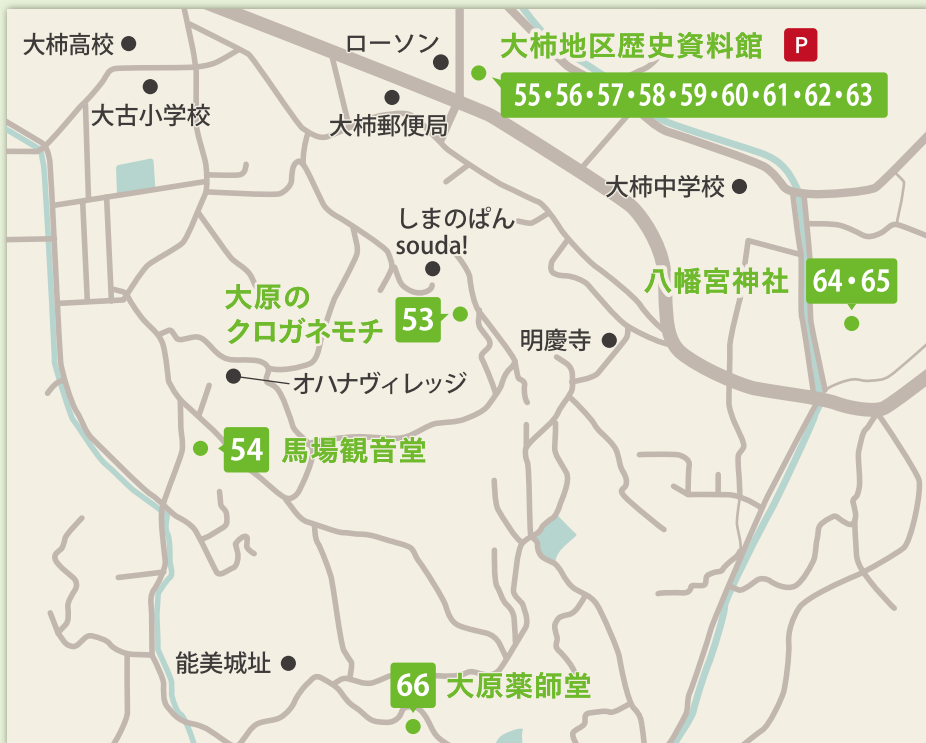 大柿高校
ローソン
大柿地区歴史資料館 P
55・56・57・58・59・60・61・62・63
大古小学校
大柿郵便局
大柿中学校
しまのぱん
souda!
八幡宮神社 64・65
大原の
クロガネモチ 53
明慶寺
オハナヴィレッジ
54 馬場観音堂
能美城址
66 大原薬師堂